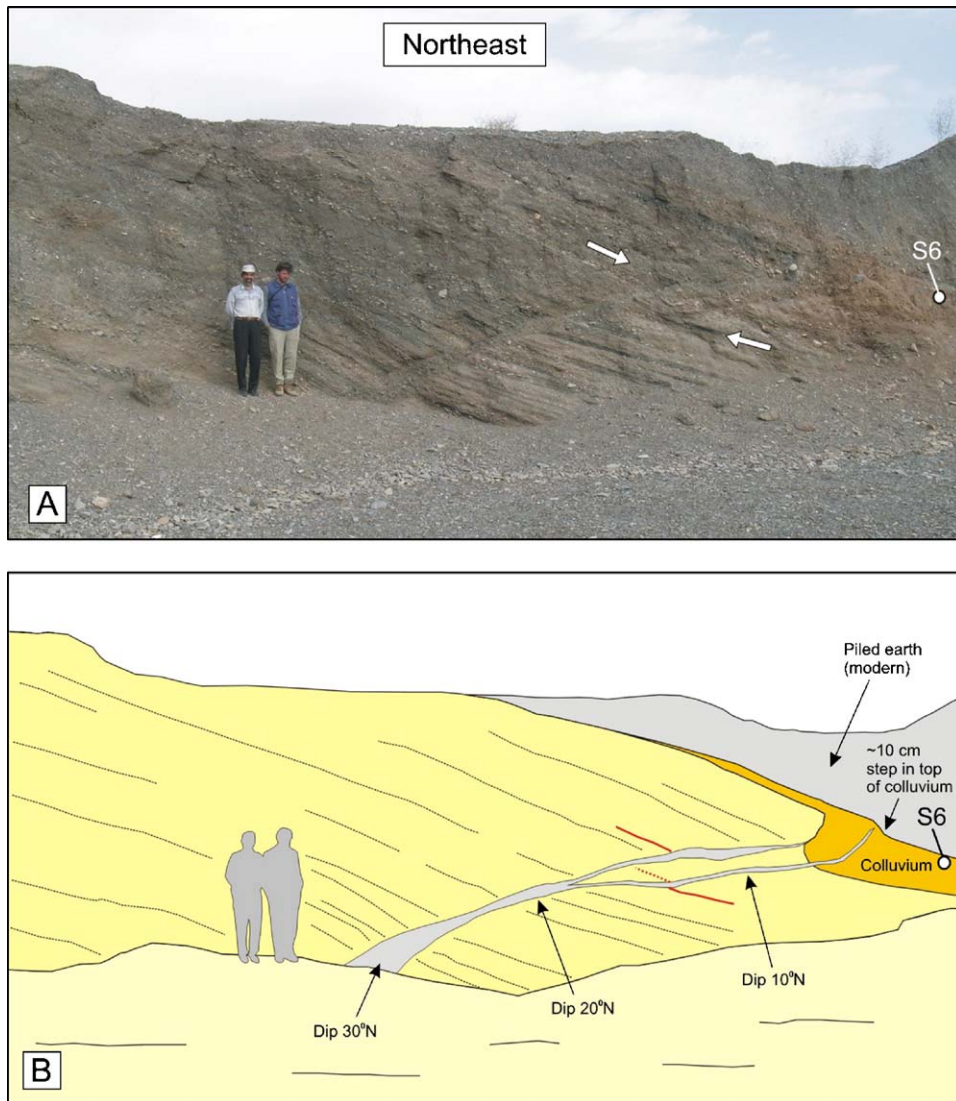 Northeast
S6
A
Piled earth
(modern)
~10 cm
step in top
of colluvium
S6
Colluvium
Dip 10°N
Dip 20°N
Dip 30°N
B